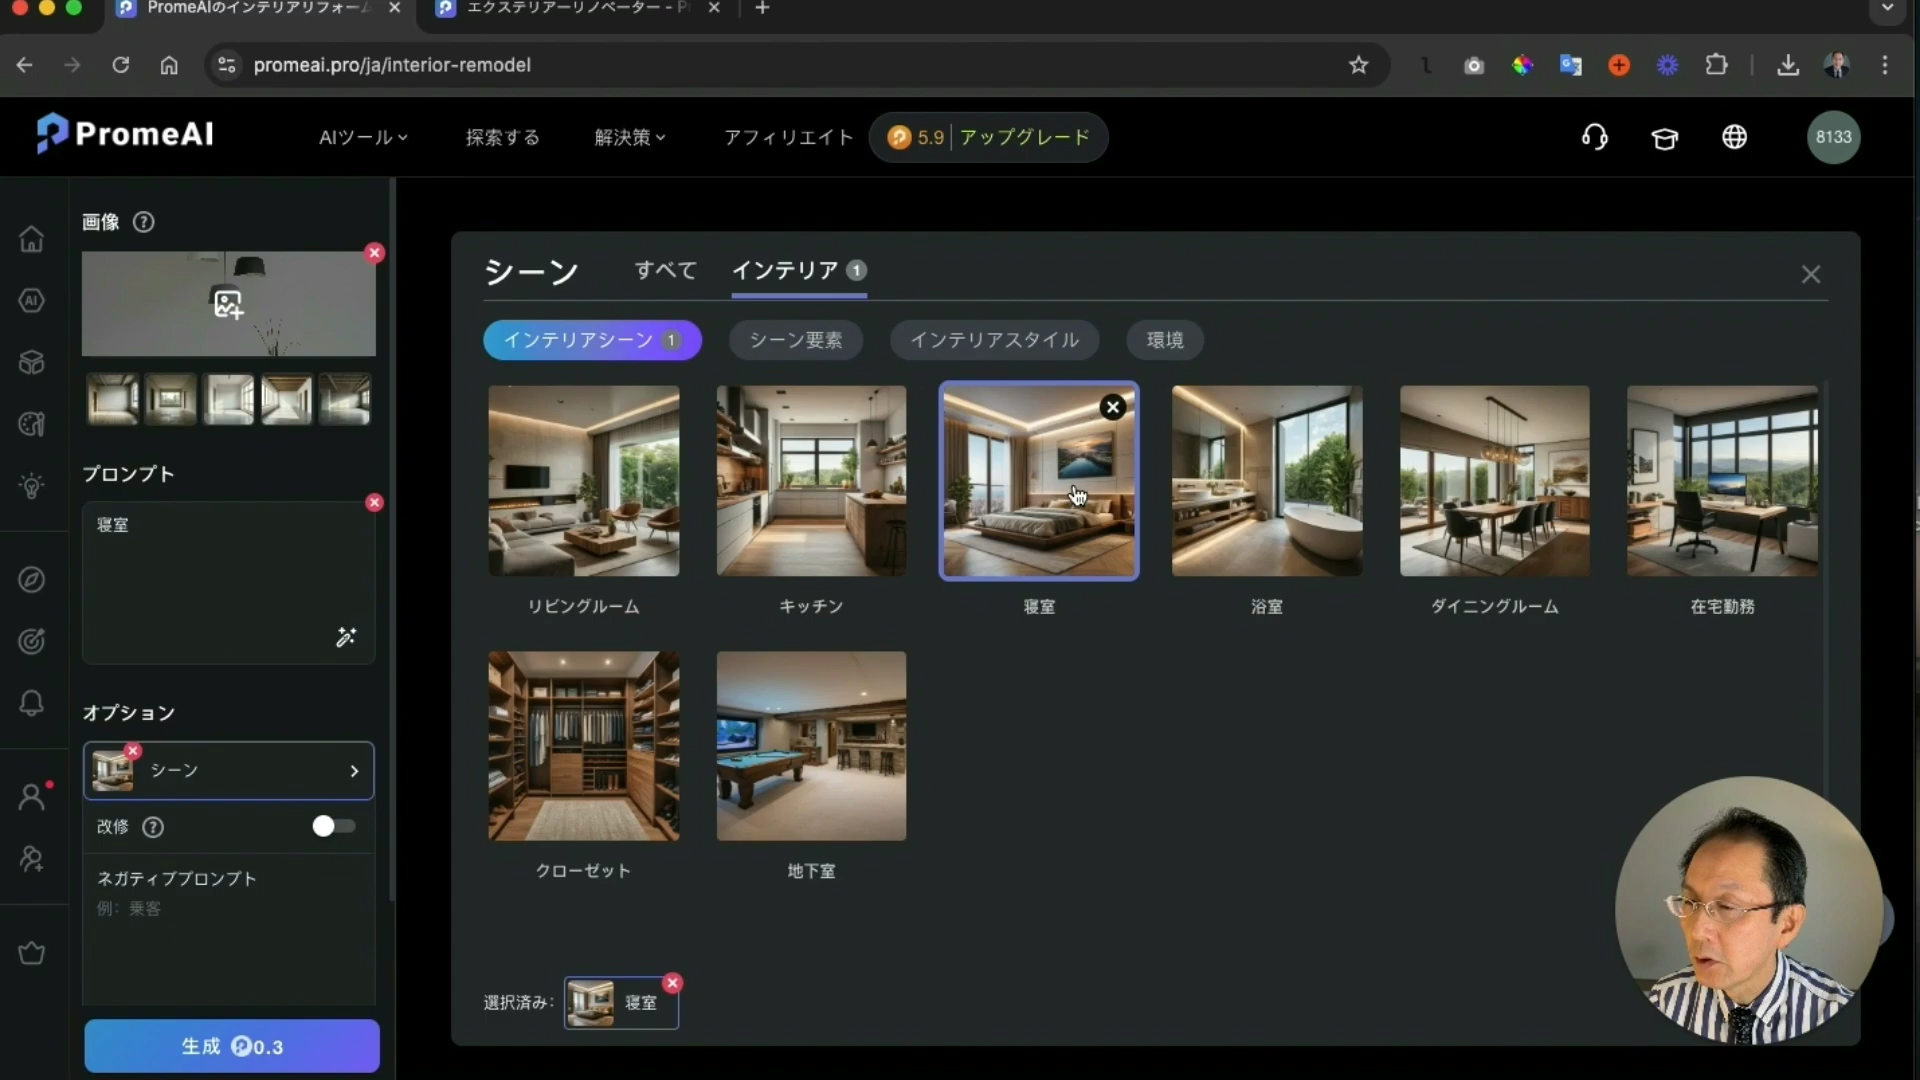 PromeAIのインテリアリフォーム
エクステリアーリノベーター - P
promeai.pro/ja/interior-remodel
PromeAI
AIツール
探索する
解決策
アフィリエイト
5.9
アップグレード
8133
画像
プロンプト
寝室
オプション
シーン
改修
ネガティブプロンプト
例: 乗客
生成 0.3
シーン
すべて
インテリア 1
インテリアシーン 1
シーン要素
インテリアスタイル
環境
リビングルーム
キッチン
寝室
浴室
ダイニングルーム
在宅勤務
クローゼット
地下室
選択済み:
寝室